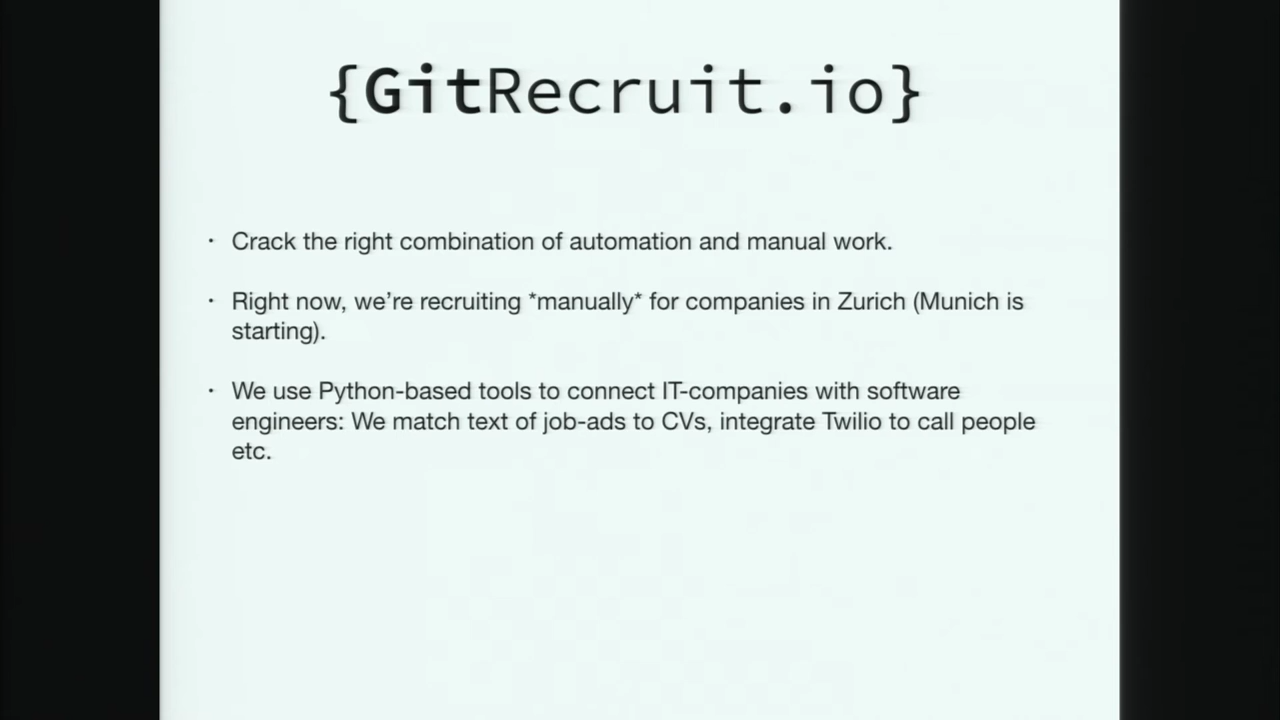 {GitRecruit.io}
· Crack the right combination of automation and manual work.
· Right now, we’re recruiting *manually* for companies in Zurich (Munich is
starting).
· We use Python-based tools to connect IT-companies with software
engineers: We match text of job-ads to CVs, integrate Twilio to call people
etc.